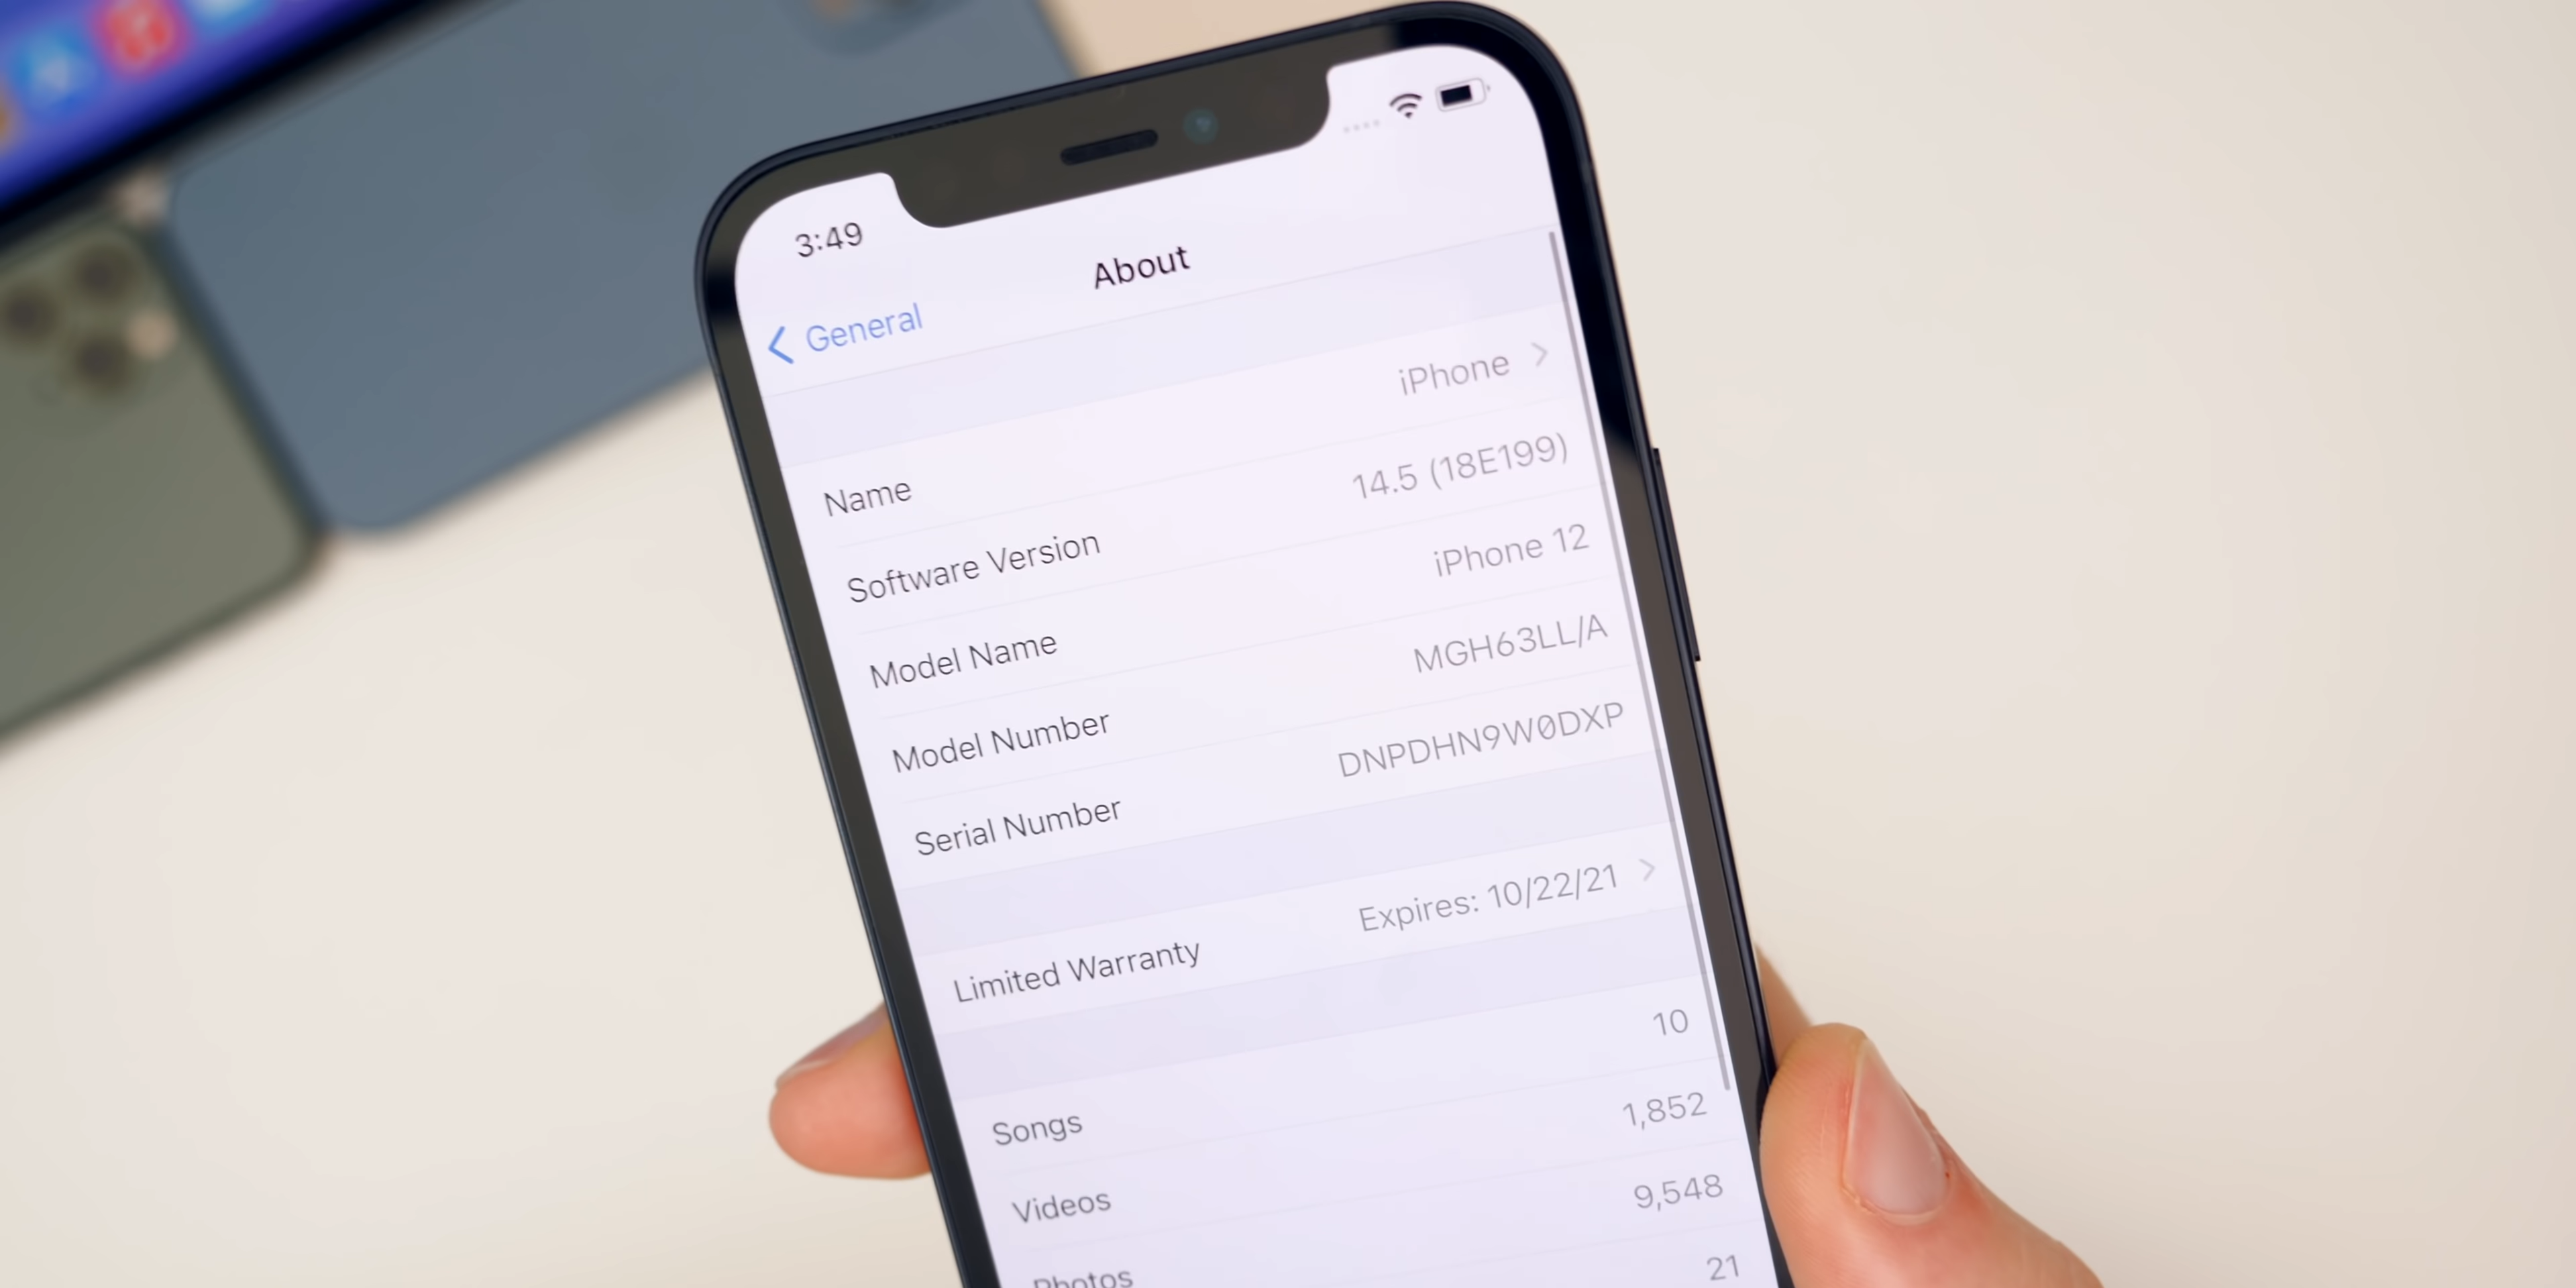 3:49
General
About
Name iPhone
Software Version 14.5 (18E199)
Model Name iPhone 12
Model Number MGH63LL/A
Serial Number DNPDHN9W0DXP
Limited Warranty Expires: 10/22/21
Songs 10
Videos 1,852
Photos 9,548
21